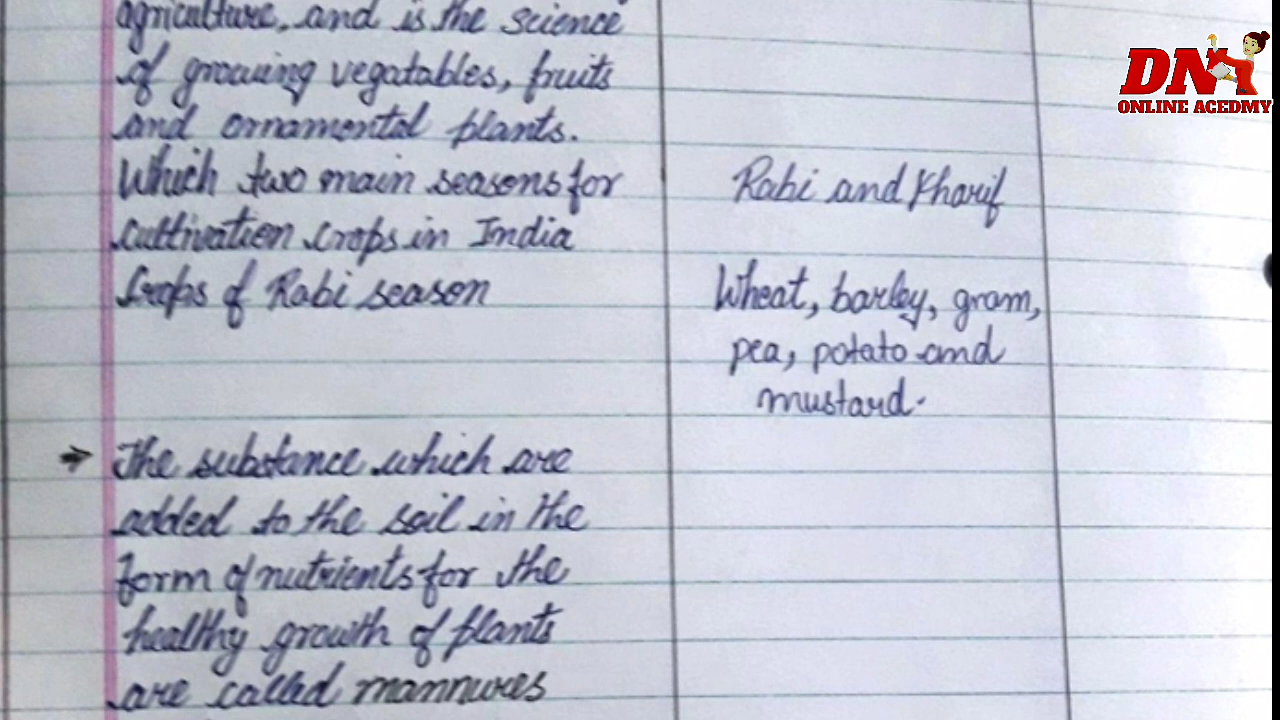 agriculture, and is the science
of growing vegatables, fruits
and ornamental plants.
Which two main seasons for
cultivation crops in India
Rabi and Kharif
Crops of Rabi season
Wheat, barley, gram,
pea, potato and
mustard.
→ The substance which are
added to the soil in the
form of nutrients for the
healthy growth of plants
are called mannures
DNA
ONLINE ACEDMY